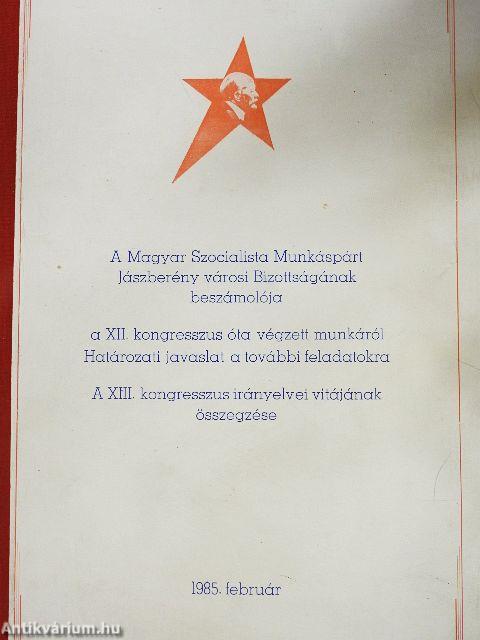 A Magyar Szocialista Munkáspárt
Jászberény városi Bizottságának
beszámolója
a XII. kongresszus óta végzett munkáról
Határozati javaslat a további feladatokra
A XIII. kongresszus irányelvei vitájának
összegzése
1985. február
Antikvárium.hu